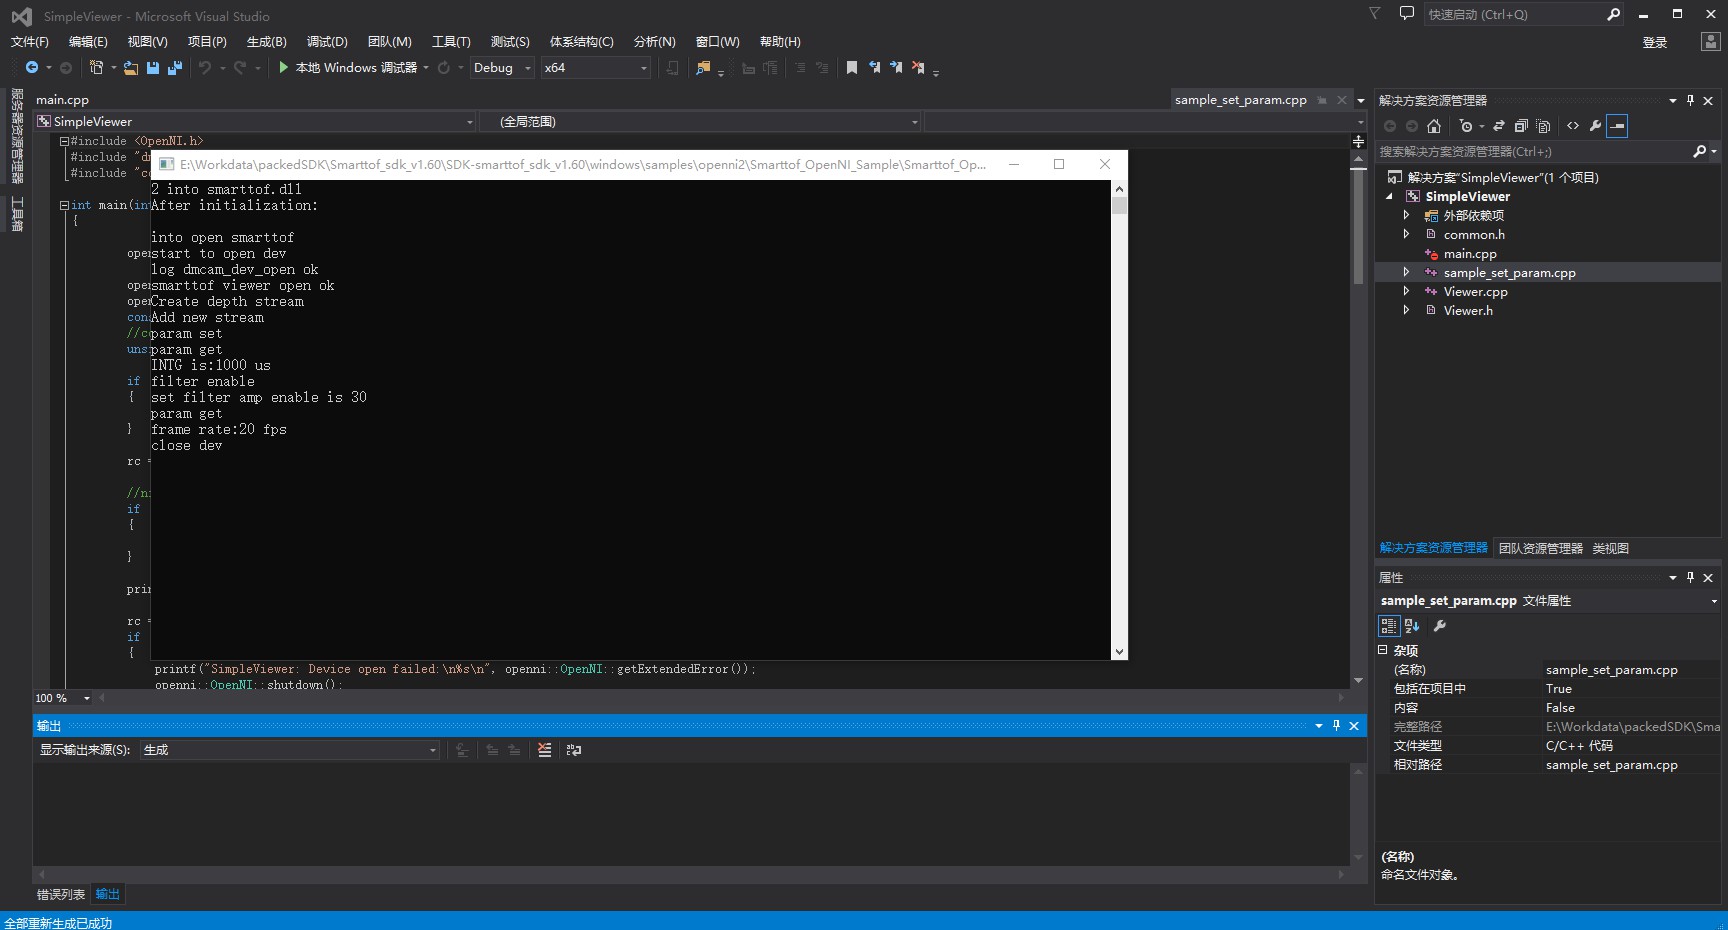 SimpleViewer - Microsoft Visual Studio
快速启动 (Ctrl+Q)
文件(F) 编辑(E) 视图(V) 项目(P) 生成(B) 调试(D) 团队(M) 工具(T) 测试(S) 体系结构(C) 分析(N) 窗口(W) 帮助(H)
登录
本地 Windows 调试器 Debug x64
服务器资源管理器
工具箱
main.cpp
sample_set_param.cpp
SimpleViewer
(全局范围)
#include <OpenNI.h>
#include "d
#include "c
int main(in
{
open
open
open
cons
//c
uns
if
{
}
rc =
//n
if
{
}
prin
rc =
if
{
printf("SimpleViewer: Device open failed:\n%s\n", openni::OpenNI::getExtendedError());
openni::OpenNI::shutdown();
E:\Workdata\packedSDK\Smarttof_sdk_v1.60\SDK-smarttof_sdk_v1.60\windows\samples\openni2\Smarttof_OpenNI_Sample\Smarttof_Op...
2 into smarttof.dll
After initialization:
into open smarttof
start to open dev
log dmcam_dev_open ok
smarttof viewer open ok
Create depth stream
Add new stream
param set
param get
INTG is:1000 us
filter enable
set filter amp enable is 30
param get
frame rate:20 fps
close dev
100 %
输出
显示输出来源(S): 生成
错误列表 输出
全部重新生成已成功
解决方案资源管理器
搜索解决方案资源管理器(Ctrl+;)
解决方案"SimpleViewer"(1 个项目)
SimpleViewer
外部依赖项
common.h
main.cpp
sample_set_param.cpp
Viewer.cpp
Viewer.h
解决方案资源管理器 团队资源管理器 类视图
属性
sample_set_param.cpp 文件属性
杂项
(名称) sample_set_param.cpp
包括在项目中 True
内容 False
完整路径 E:\Workdata\packedSDK\Sma
文件类型 C/C++ 代码
相对路径 sample_set_param.cpp
(名称)
命名文件对象。